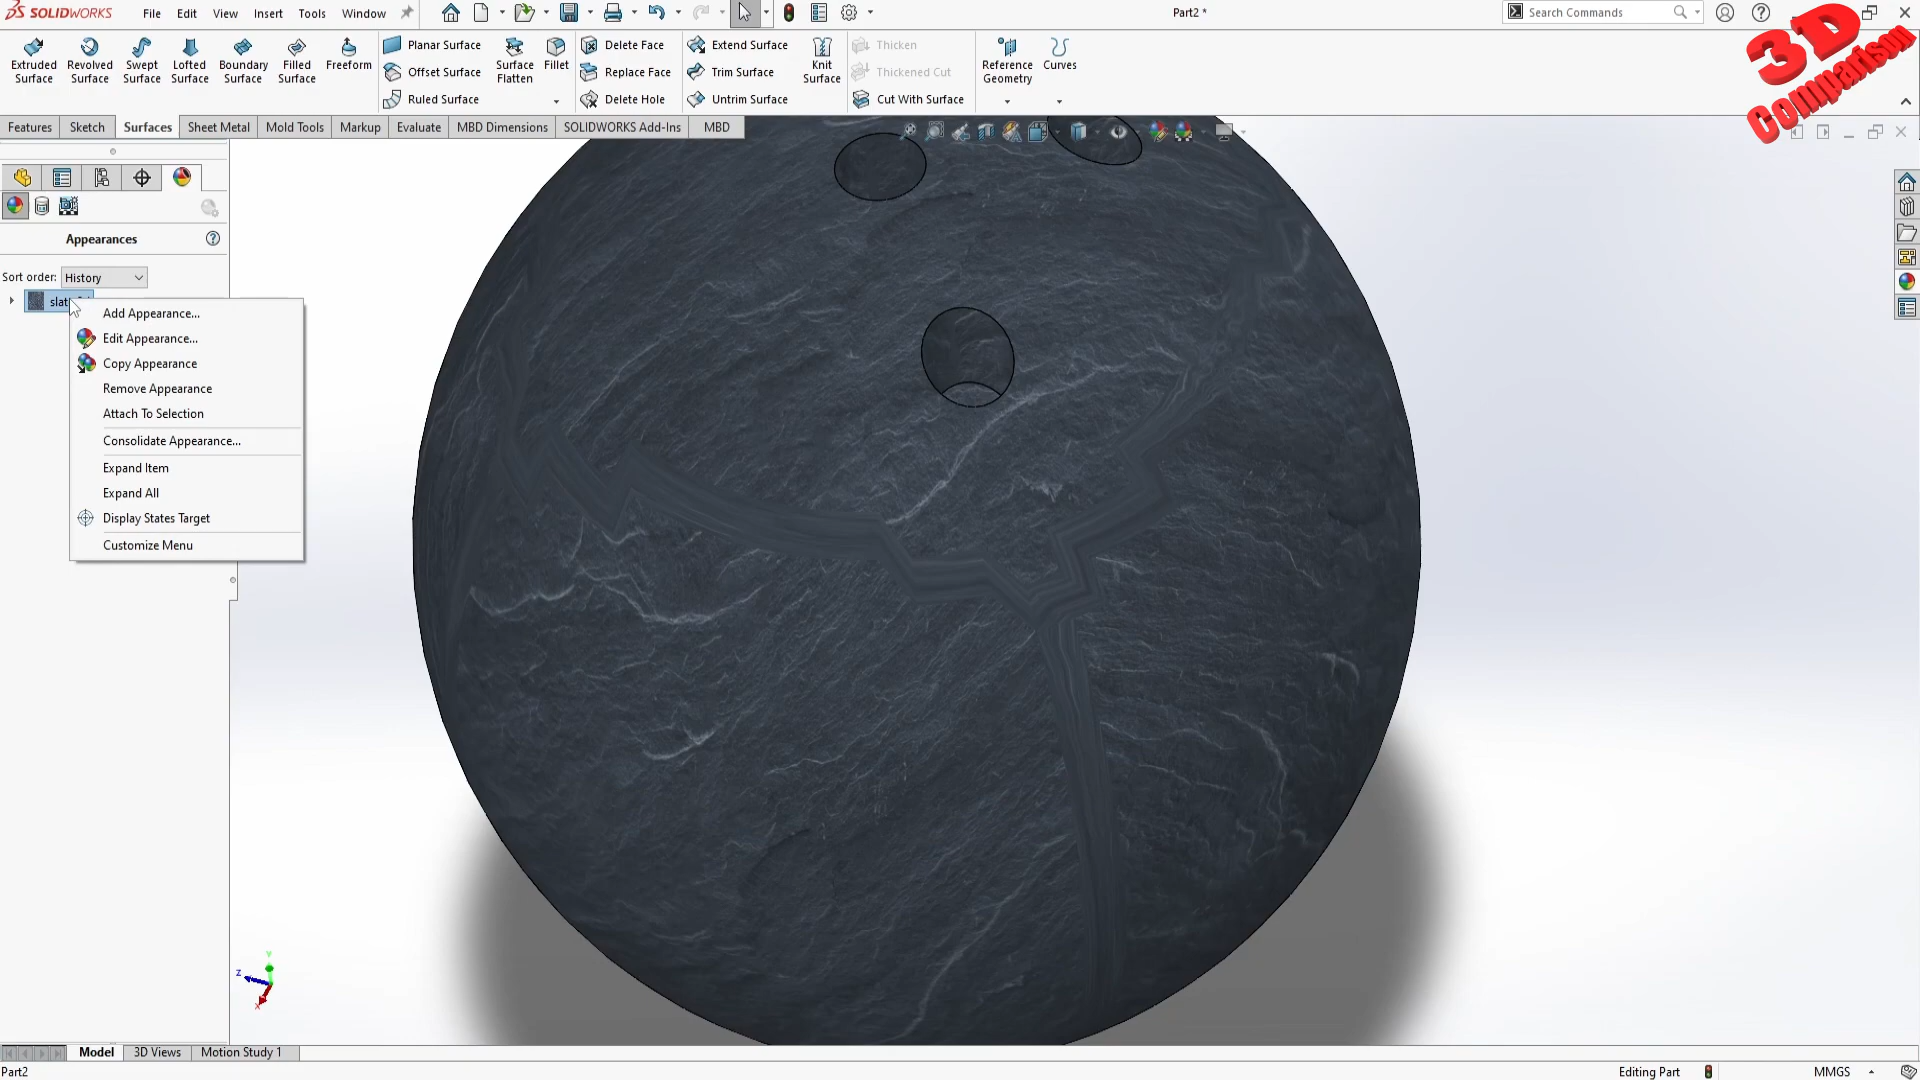 SOLIDWORKS File Edit View Insert Tools Window Part2 * Search Commands
3D Comparison
Extruded Surface Revolved Surface Swept Surface Lofted Surface Boundary Surface Filled Surface Freeform
Planar Surface
Offset Surface
Ruled Surface
Surface Flatten Fillet
Delete Face
Replace Face
Delete Hole
Extend Surface
Trim Surface
Untrim Surface
Knit Surface
Thicken
Thickened Cut
Cut With Surface
Reference Geometry Curves
Features Sketch Surfaces Sheet Metal Mold Tools Markup Evaluate MBD Dimensions SOLIDWORKS Add-Ins MBD
Appearances
Sort order: History
Add Appearance...
Edit Appearance...
Copy Appearance
Remove Appearance
Attach To Selection
Consolidate Appearance...
Expand Item
Expand All
Display States Target
Customize Menu
Y
Z
X
Model 3D Views Motion Study 1
Part2 Editing Part MMGS